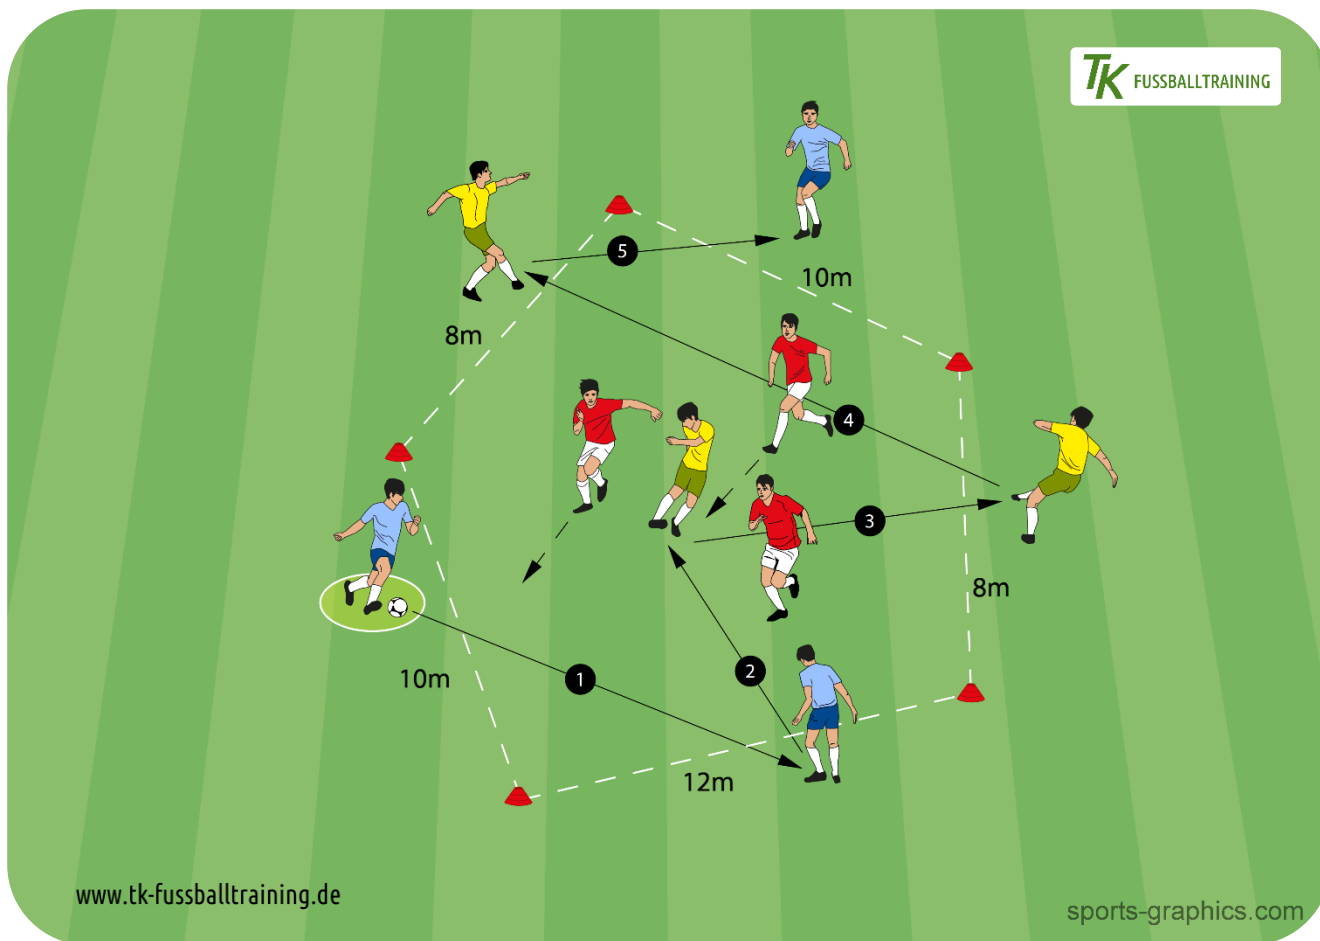 TK FUSSBALLTRAINING
5
10m
8m
4
3
8m
10m
1
2
12m
www.tk-fussballtraining.de
sports-graphics.com